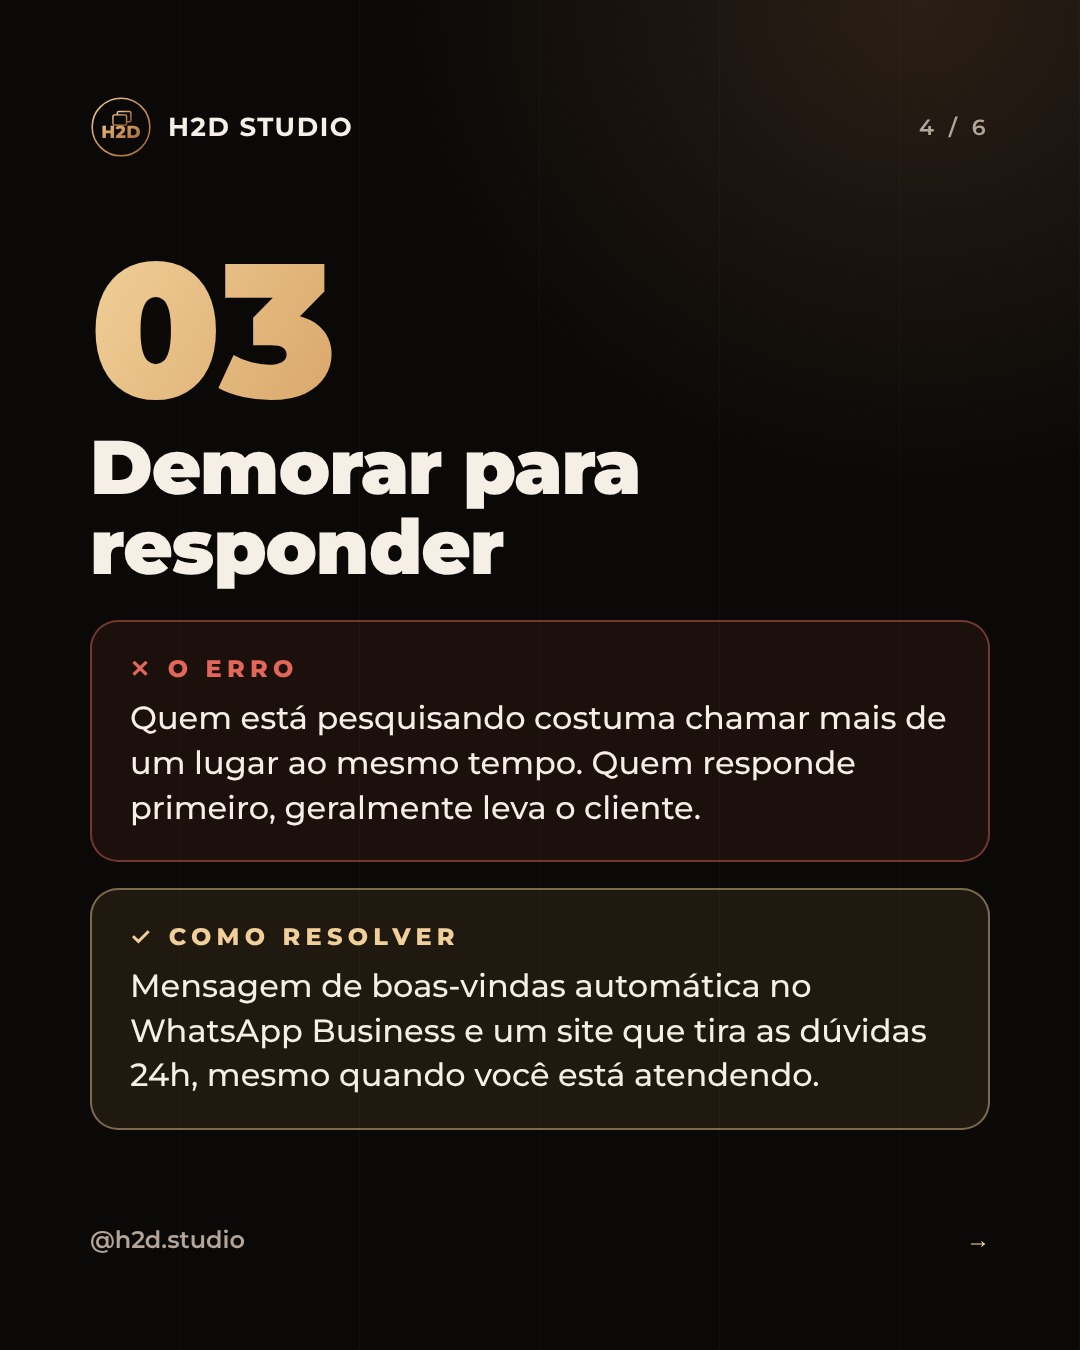 H2D
H2D STUDIO
4 / 6
03
Demorar para
responder
✕ O ERRO
Quem está pesquisando costuma chamar mais de
um lugar ao mesmo tempo. Quem responde
primeiro, geralmente leva o cliente.
✓ COMO RESOLVER
Mensagem de boas-vindas automática no
WhatsApp Business e um site que tira as dúvidas
24h, mesmo quando você está atendendo.
@h2d.studio
→